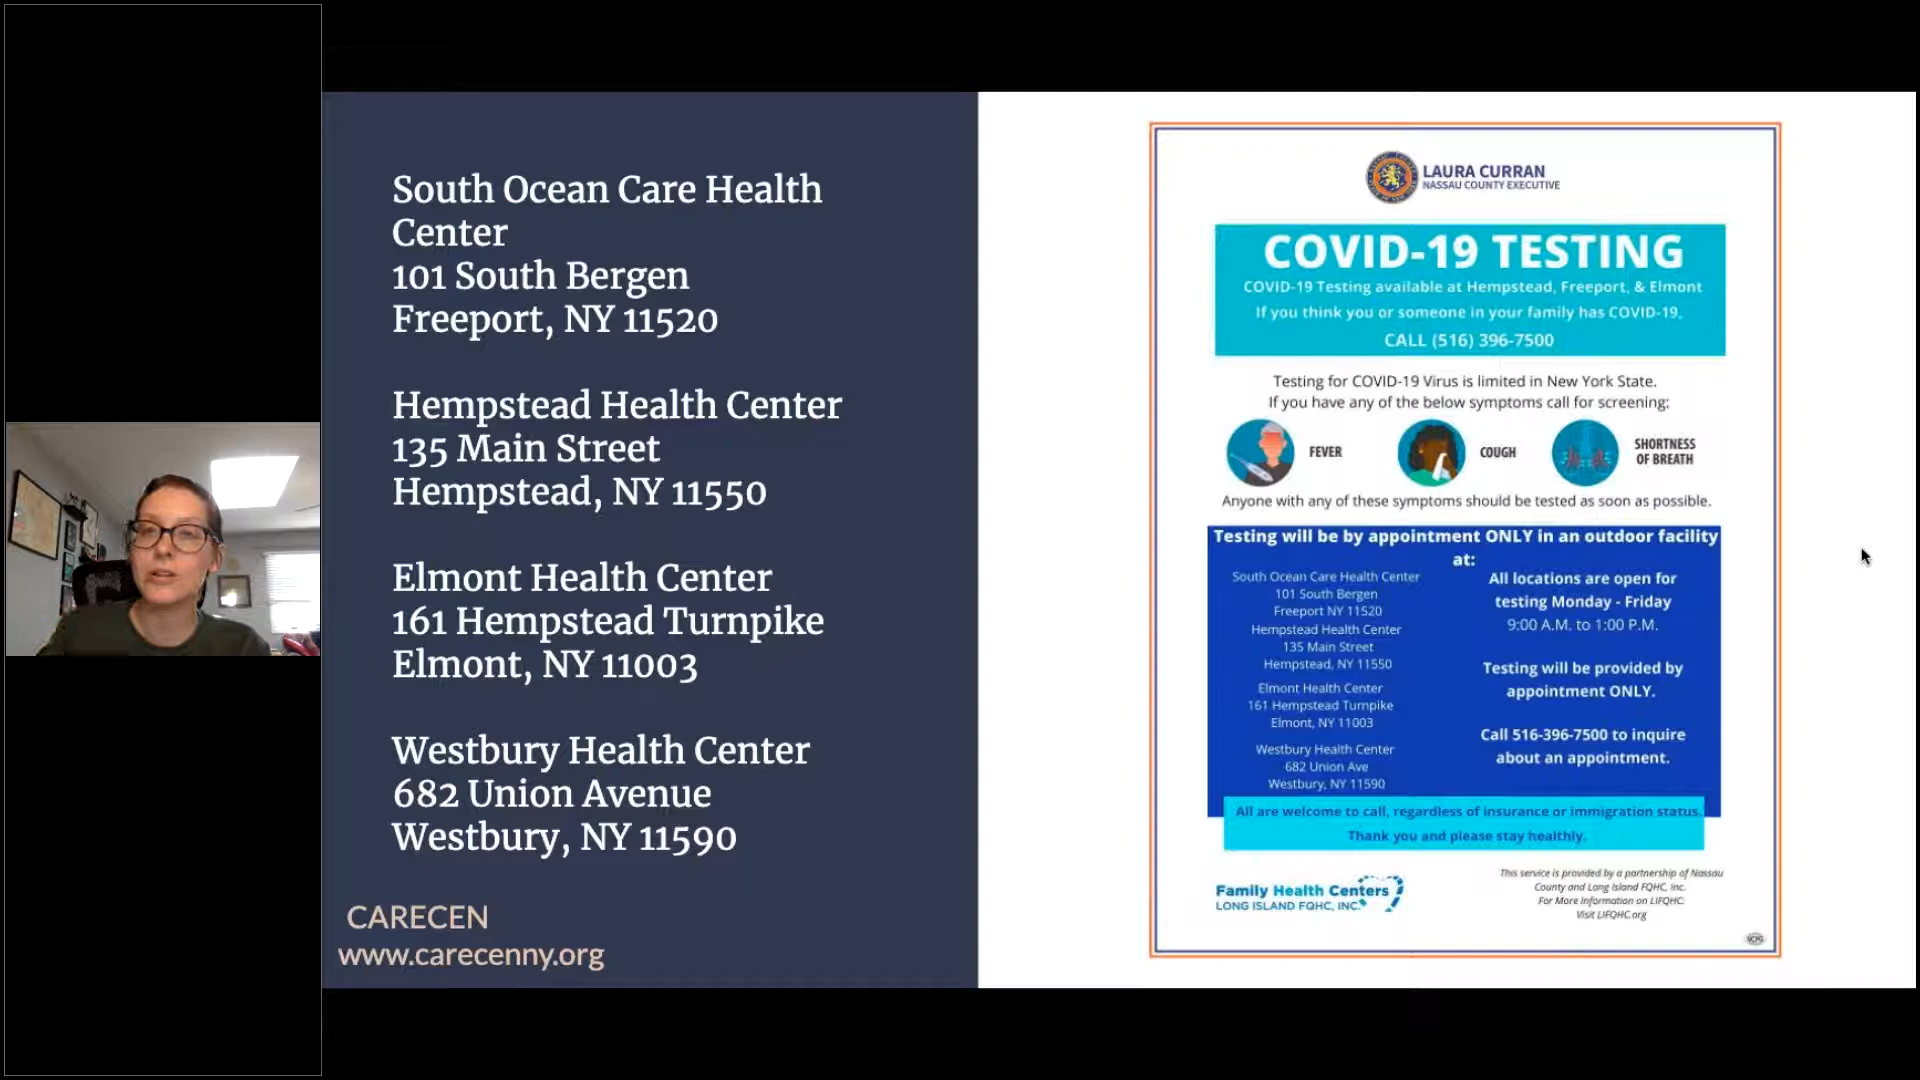 South Ocean Care Health
Center
101 South Bergen
Freeport, NY 11520
Hempstead Health Center
135 Main Street
Hempstead, NY 11550
Elmont Health Center
161 Hempstead Turnpike
Elmont, NY 11003
Westbury Health Center
682 Union Avenue
Westbury, NY 11590
CARECEN
www.carecenny.org
LAURA CURRAN
NASSAU COUNTY EXECUTIVE
COVID-19 TESTING
COVID-19 Testing available at Hempstead, Freeport, & Elmont
If you think you or someone in your family has COVID-19,
CALL (516) 396-7500
Testing for COVID-19 Virus is limited in New York State.
If you have any of the below symptoms call for screening:
FEVER
COUGH
SHORTNESS
OF BREATH
Anyone with any of these symptoms should be tested as soon as possible.
Testing will be by appointment ONLY in an outdoor facility
at:
South Ocean Care Health Center
101 South Bergen
Freeport NY 11520
Hempstead Health Center
135 Main Street
Hempstead, NY 11550
Elmont Health Center
161 Hempstead Turnpike
Elmont, NY 11003
Westbury Health Center
682 Union Ave
Westbury, NY 11590
All locations are open for
testing Monday - Friday
9:00 A.M. to 1:00 P.M.
Testing will be provided by
appointment ONLY.
Call 516-396-7500 to inquire
about an appointment.
All are welcome to call, regardless of insurance or immigration status.
Thank you and please stay healthly.
Family Health Centers
LONG ISLAND FQHC, INC.
This service is provided by a partnership of Nassau
County and Long Island FQHC, Inc.
For More Information on LIFQHC:
Visit LIFQHC.org